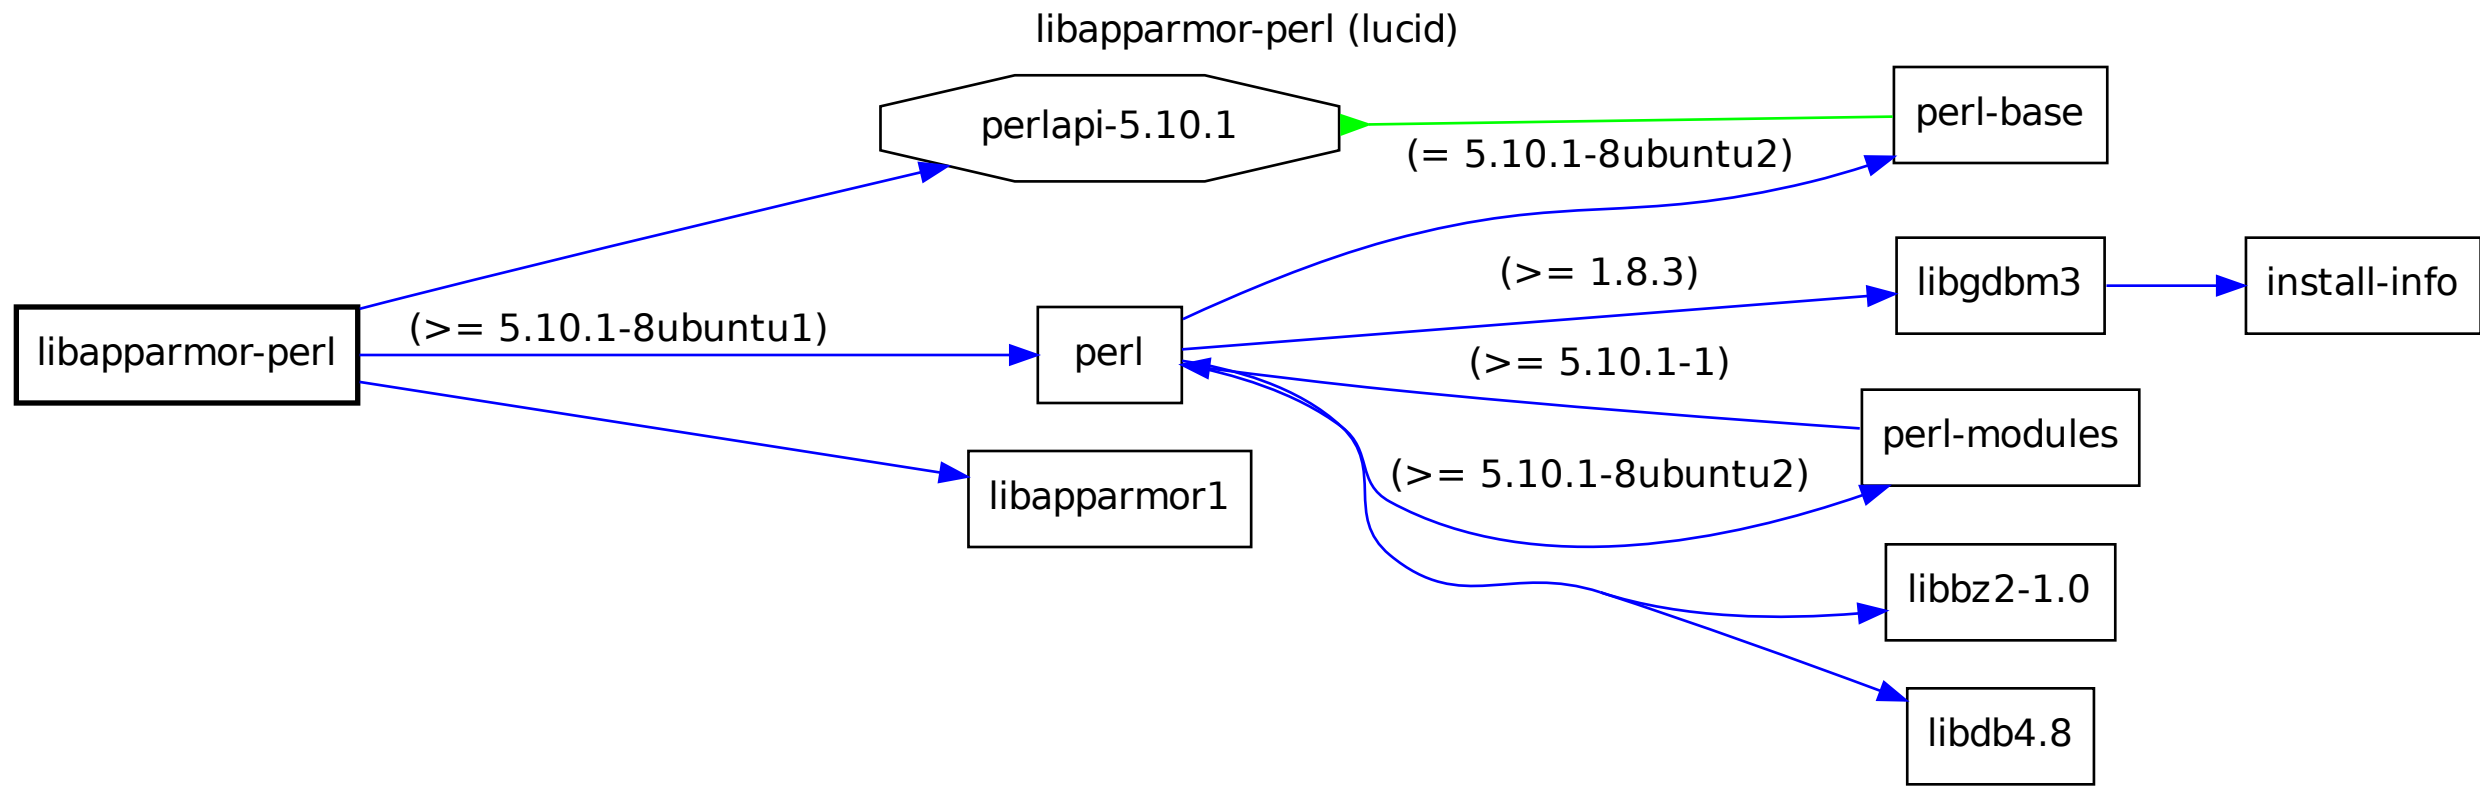 libapparmor-perl (lucid)
perlapi-5.10.1
perl-base
(= 5.10.1-8ubuntu2)
(>= 1.8.3)
libgdbm3
install-info
(>= 5.10.1-8ubuntu1)
libapparmor-perl
perl
(>= 5.10.1-1)
perl-modules
(>= 5.10.1-8ubuntu2)
libapparmor1
libbz2-1.0
libdb4.8